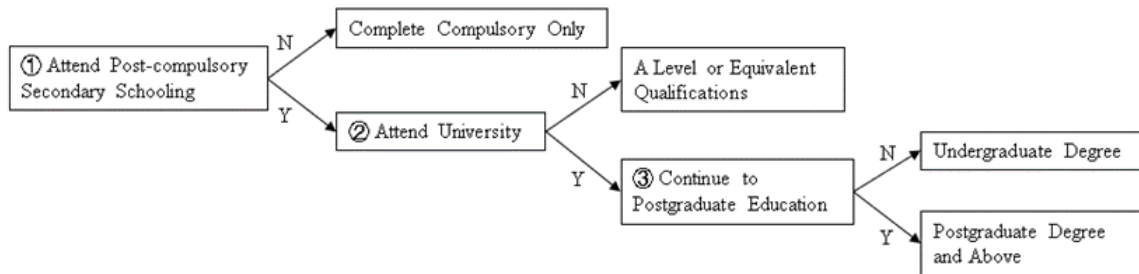 Complete Compulsory Only
N
① Attend Post-compulsory
Secondary Schooling
Y
② Attend University
N
A Level or Equivalent
Qualifications
Y
③ Continue to
Postgraduate Education
N
Undergraduate Degree
Y
Postgraduate Degree
and Above